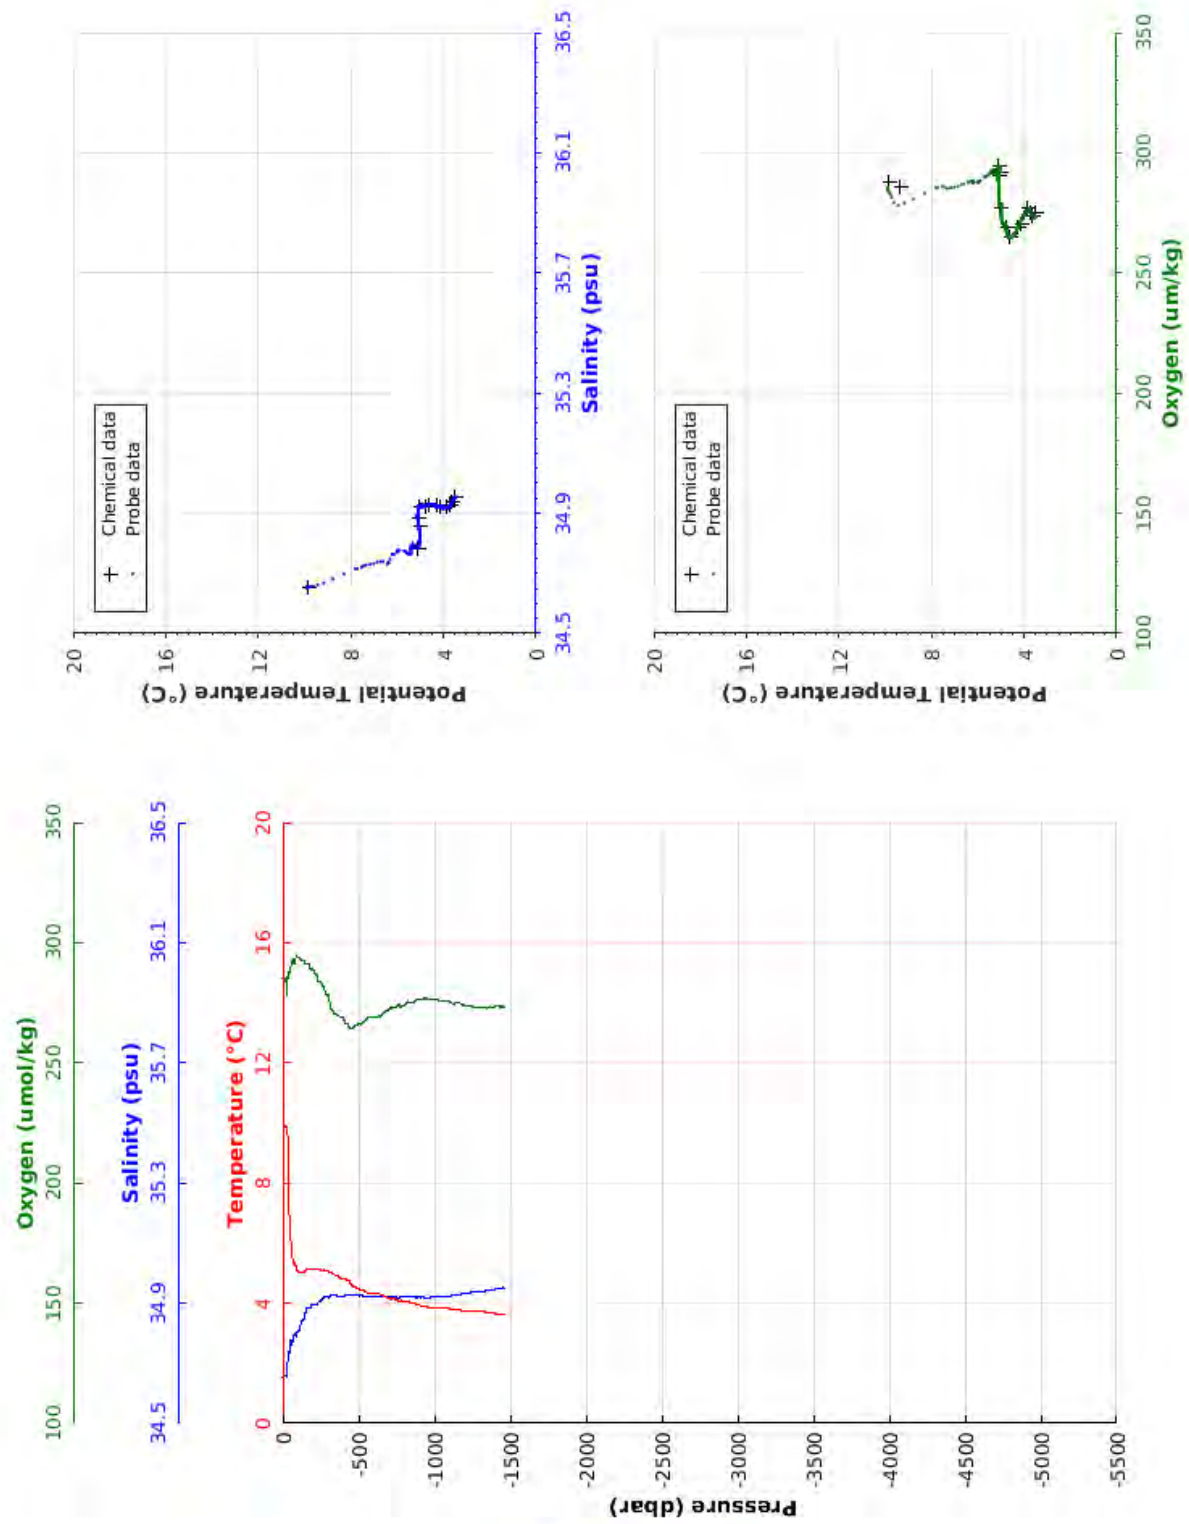 Oxygen (umol/kg)
100 150 200 250 300 350
Salinity (psu)
34.5 34.9 35.3 35.7 36.1 36.5
Temperature (°C)
0 4 8 12 16 20
0
-500
-1000
-1500
-2000
-2500
-3000
-3500
-4000
-4500
-5000
-5500
Pressure (dbar)
20
16
12
8
4
0
Potential Temperature (°C)
Chemical data
Probe data
34.5 34.9 35.3 35.7 36.1 36.5
Salinity (psu)
20
16
12
8
4
0
Potential Temperature (°C)
Chemical data
Probe data
100 150 200 250 300 350
Oxygen (um/kg)